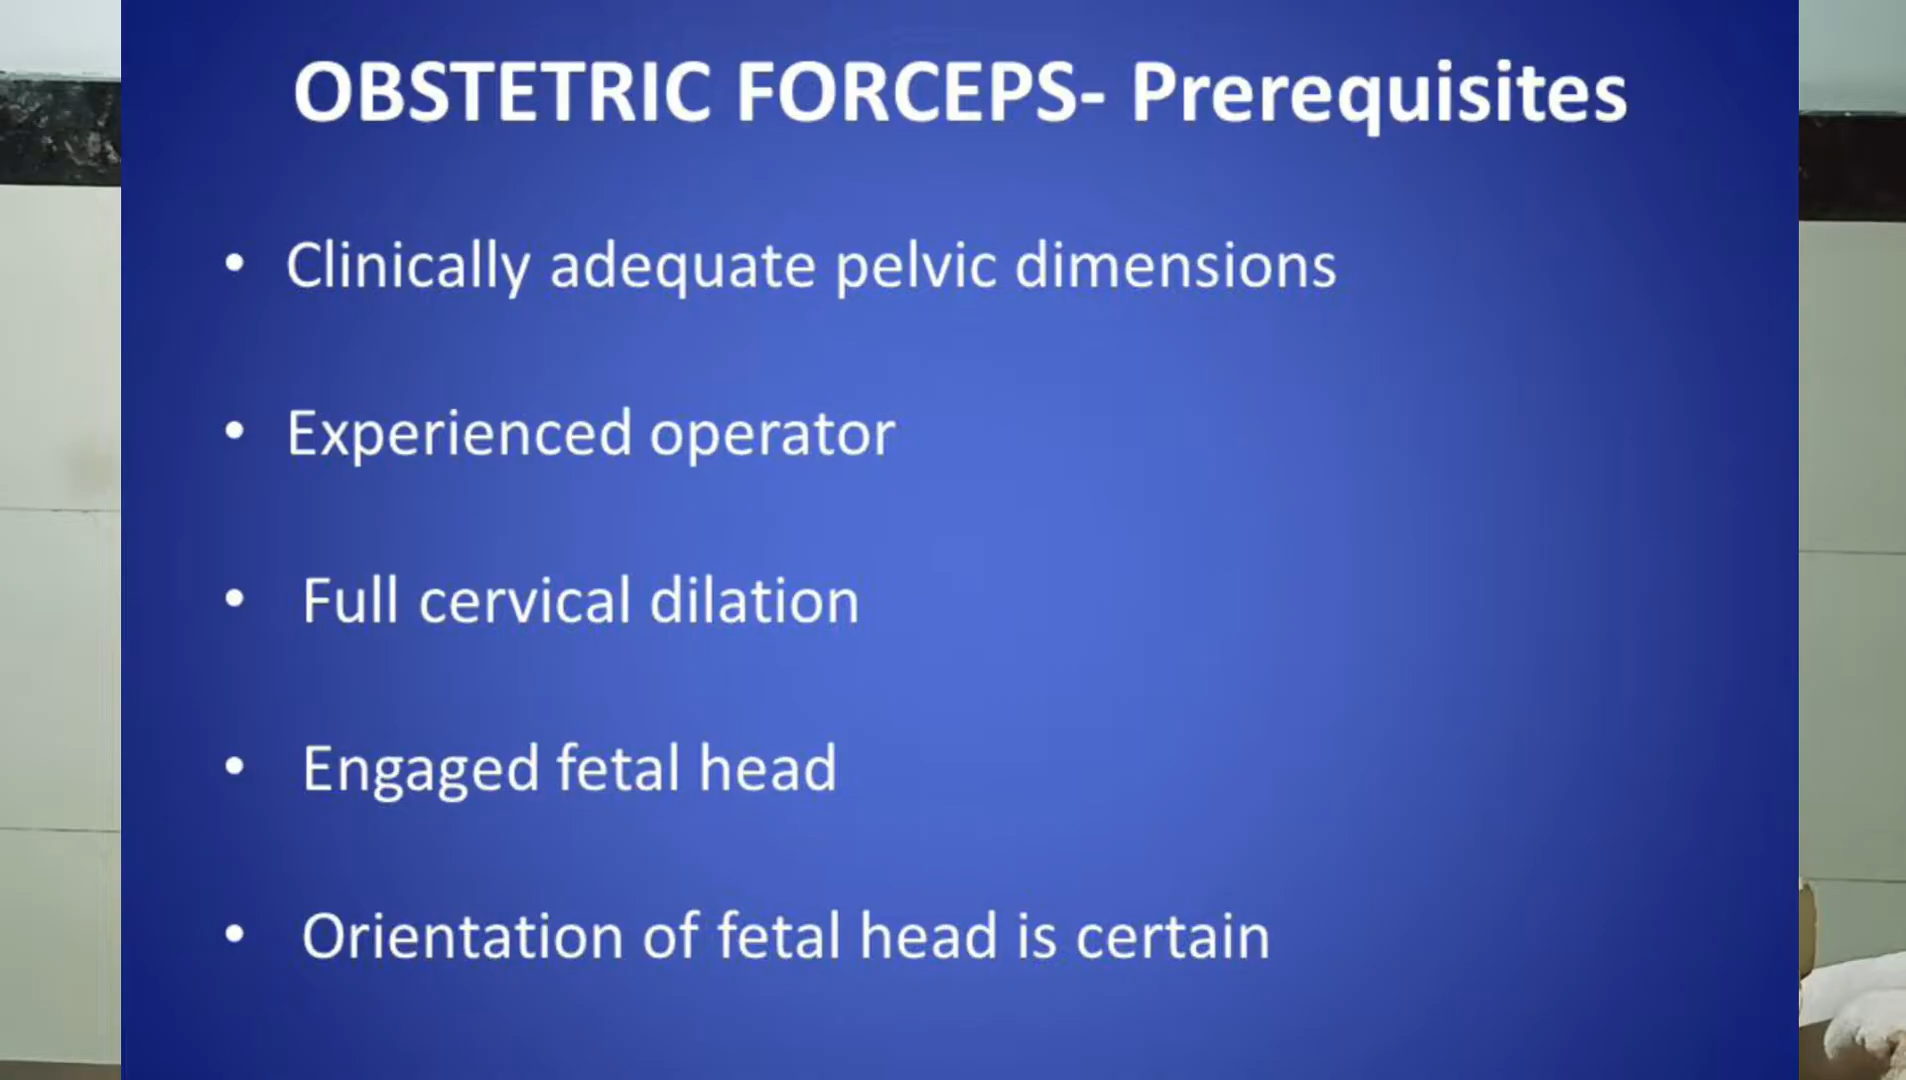 OBSTETRIC FORCEPS- Prerequisites
• Clinically adequate pelvic dimensions
• Experienced operator
• Full cervical dilation
• Engaged fetal head
• Orientation of fetal head is certain